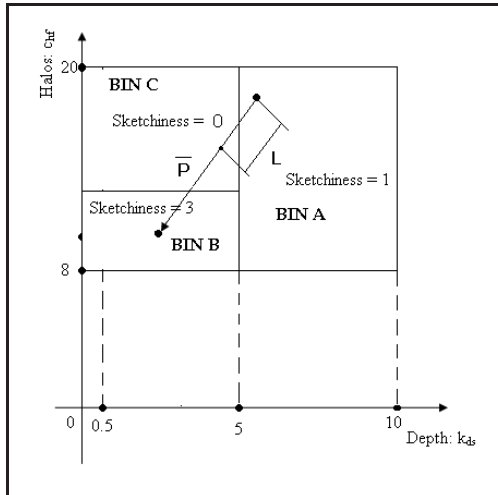 Halos: chf
20
BIN C
Sketchiness = 0
P
L
Sketchiness = 1
Sketchiness = 3
BIN A
BIN B
8
0
0.5
5
10
Depth: kds